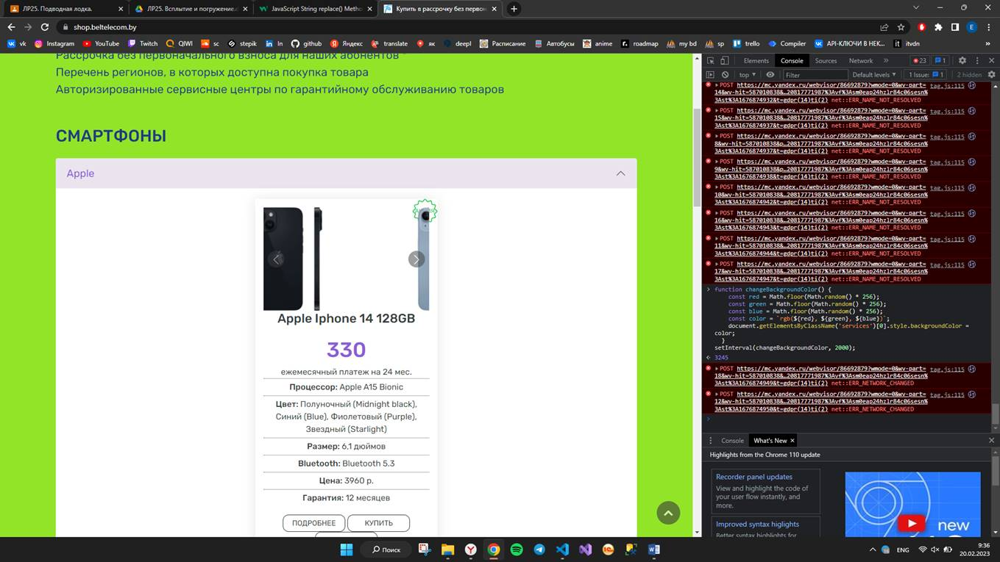 ЛР25. Подводная лодка.
ЛР25. Всплытие и погружение.
JavaScript String replace() Metho
Купить в рассрочку без первон
shop.beltelecom.by
E
vk Instagram YouTube Twitch QIWI sc stepik In github Яндекс translate як deepl Расписание Автобусы anime roadmap my bd sp trello Compiler API-КЛЮЧИ В НЕК... itvdn »
Рассрочка без первоначального взноса для наших абонентов
Перечень регионов, в которых доступна покупка товара
Авторизированные сервисные центры по гарантийному обслуживанию товаров
СМАРТФОНЫ
Apple
Apple Iphone 14 128GB
330
ежемесячный платеж на 24 мес.
Процессор: Apple A15 Bionic
Цвет: Полуночный (Midnight black),
Синий (Blue), Фиолетовый (Purple),
Звездный (Starlight)
Размер: 6,1 дюймов
Bluetooth: Bluetooth 5.3
Цена: 3960 р.
Гарантия: 12 месяцев
ПОДРОБНЕЕ КУПИТЬ
Elements Console Sources Network » 23 1
top Filter Default levels 1 Issue: 1 2 hidden
POST https://mc.yandex.ru/webvisor/86692879?wmode=0&wv-part= tag.js:115
14&wv-hit=587010838&…20817771987%3Avf%3Asm0eap24hzlr84c06sesn%
3Ast%3A1676874932&t=gdpr(14)ti(2) net::ERR_NAME_NOT_RESOLVED
POST https://mc.yandex.ru/webvisor/86692879?wmode=0&wv-part= tag.js:115
15&wv-hit=587010838&…20817771987%3Avf%3Asm0eap24hzlr84c06sesn%
3Ast%3A1676874937&t=gdpr(14)ti(2) net::ERR_NAME_NOT_RESOLVED
POST https://mc.yandex.ru/webvisor/86692879?wmode=0&wv-part= tag.js:115
8&wv-hit=587010838&p…20817771987%3Avf%3Asm0eap24hzlr84c06sesn%
3Ast%3A1676874937&t=gdpr(14)ti(2) net::ERR_NAME_NOT_RESOLVED
POST https://mc.yandex.ru/webvisor/86692879?wmode=0&wv-part= tag.js:115
9&wv-hit=587010838&p…20817771987%3Avf%3Asm0eap24hzlr84c06sesn%
3Ast%3A1676874938&t=gdpr(14)ti(2) net::ERR_NAME_NOT_RESOLVED
POST https://mc.yandex.ru/webvisor/86692879?wmode=0&wv-part= tag.js:115
10&wv-hit=587010838&…20817771987%3Avf%3Asm0eap24hzlr84c06sesn%
3Ast%3A1676874942&t=gdpr(14)ti(2) net::ERR_NAME_NOT_RESOLVED
POST https://mc.yandex.ru/webvisor/86692879?wmode=0&wv-part= tag.js:115
16&wv-hit=587010838&…20817771987%3Avf%3Asm0eap24hzlr84c06sesn%
3Ast%3A1676874943&t=gdpr(14)ti(2) net::ERR_NAME_NOT_RESOLVED
POST https://mc.yandex.ru/webvisor/86692879?wmode=0&wv-part= tag.js:115
11&wv-hit=587010838&…20817771987%3Avf%3Asm0eap24hzlr84c06sesn%
3Ast%3A1676874944&t=gdpr(14)ti(2) net::ERR_NAME_NOT_RESOLVED
POST https://mc.yandex.ru/webvisor/86692879?wmode=0&wv-part= tag.js:115
17&wv-hit=587010838&…20817771987%3Avf%3Asm0eap24hzlr84c06sesn%
3Ast%3A1676874947&t=gdpr(14)ti(2) net::ERR_NAME_NOT_RESOLVED
function changeBackgroundColor() {
const red = Math.floor(Math.random() * 256);
const green = Math.floor(Math.random() * 256);
const blue = Math.floor(Math.random() * 256);
const color = `rgb(${red}, ${green}, ${blue})`;
document.getElementsByClassName('services')[0].style.backgroundColor =
color;
}
setInterval(changeBackgroundColor, 2000);
3245
POST https://mc.yandex.ru/webvisor/86692879?wmode=0&wv-part= tag.js:115
18&wv-hit=587010838&…20817771987%3Avf%3Asm0eap24hzlr84c06sesn%
3Ast%3A1676874949&t=gdpr(14)ti(2) net::ERR_NETWORK_CHANGED
POST https://mc.yandex.ru/webvisor/86692879?wmode=0&wv-part= tag.js:115
12&wv-hit=587010838&…20817771987%3Avf%3Asm0eap24hzlr84c06sesn%
3Ast%3A1676874950&t=gdpr(14)ti(2) net::ERR_NETWORK_CHANGED
Console What's New
Highlights from the Chrome 110 update
Recorder panel updates
View and highlight the code of
your user flow instantly, and
more.
Improved syntax higlights
Better syntax highlights for
new
Поиск
ENG
9:36
20.02.2023